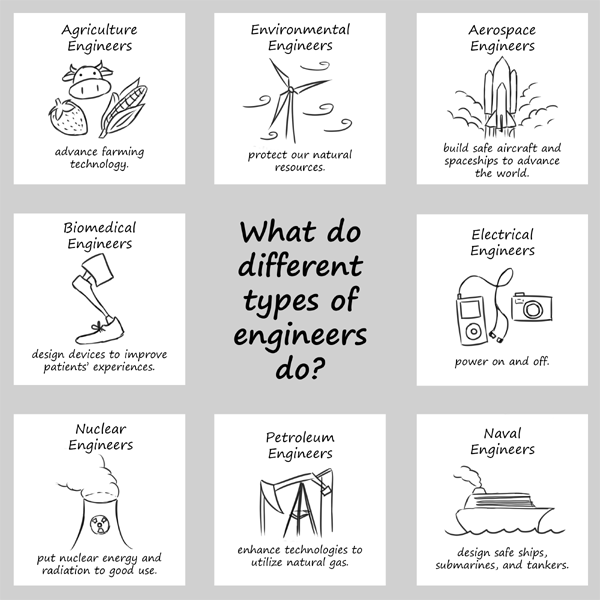 Agriculture
Engineers
advance farming
technology.
Environmental
Engineers
protect our natural
resources.
Aerospace
Engineers
build safe aircraft and
spaceships to advance
the world.
Biomedical
Engineers
design devices to improve
patients' experiences.
What do
different
types of
engineers
do?
Electrical
Engineers
power on and off.
Nuclear
Engineers
put nuclear energy and
radiation to good use.
Petroleum
Engineers
enhance technologies to
utilize natural gas.
Naval
Engineers
design safe ships,
submarines, and tankers.